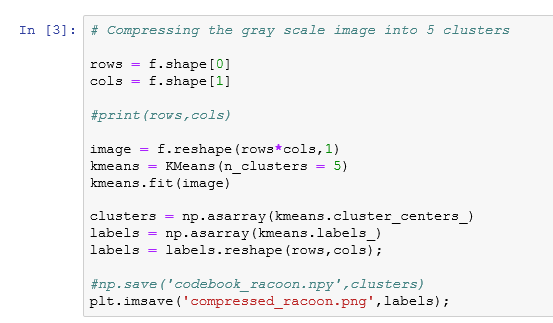 In [3]: # Compressing the gray scale image into 5 clusters
rows = f.shape[0]
cols = f.shape[1]
#print(rows,cols)
image = f.reshape(rows*cols,1)
kmeans = KMeans(n_clusters = 5)
kmeans.fit(image)
clusters = np.asarray(kmeans.cluster_centers_)
labels = np.asarray(kmeans.labels_)
labels = labels.reshape(rows,cols);
#np.save('codebook_racoon.npy',clusters)
plt.imsave('compressed_racoon.png',labels);